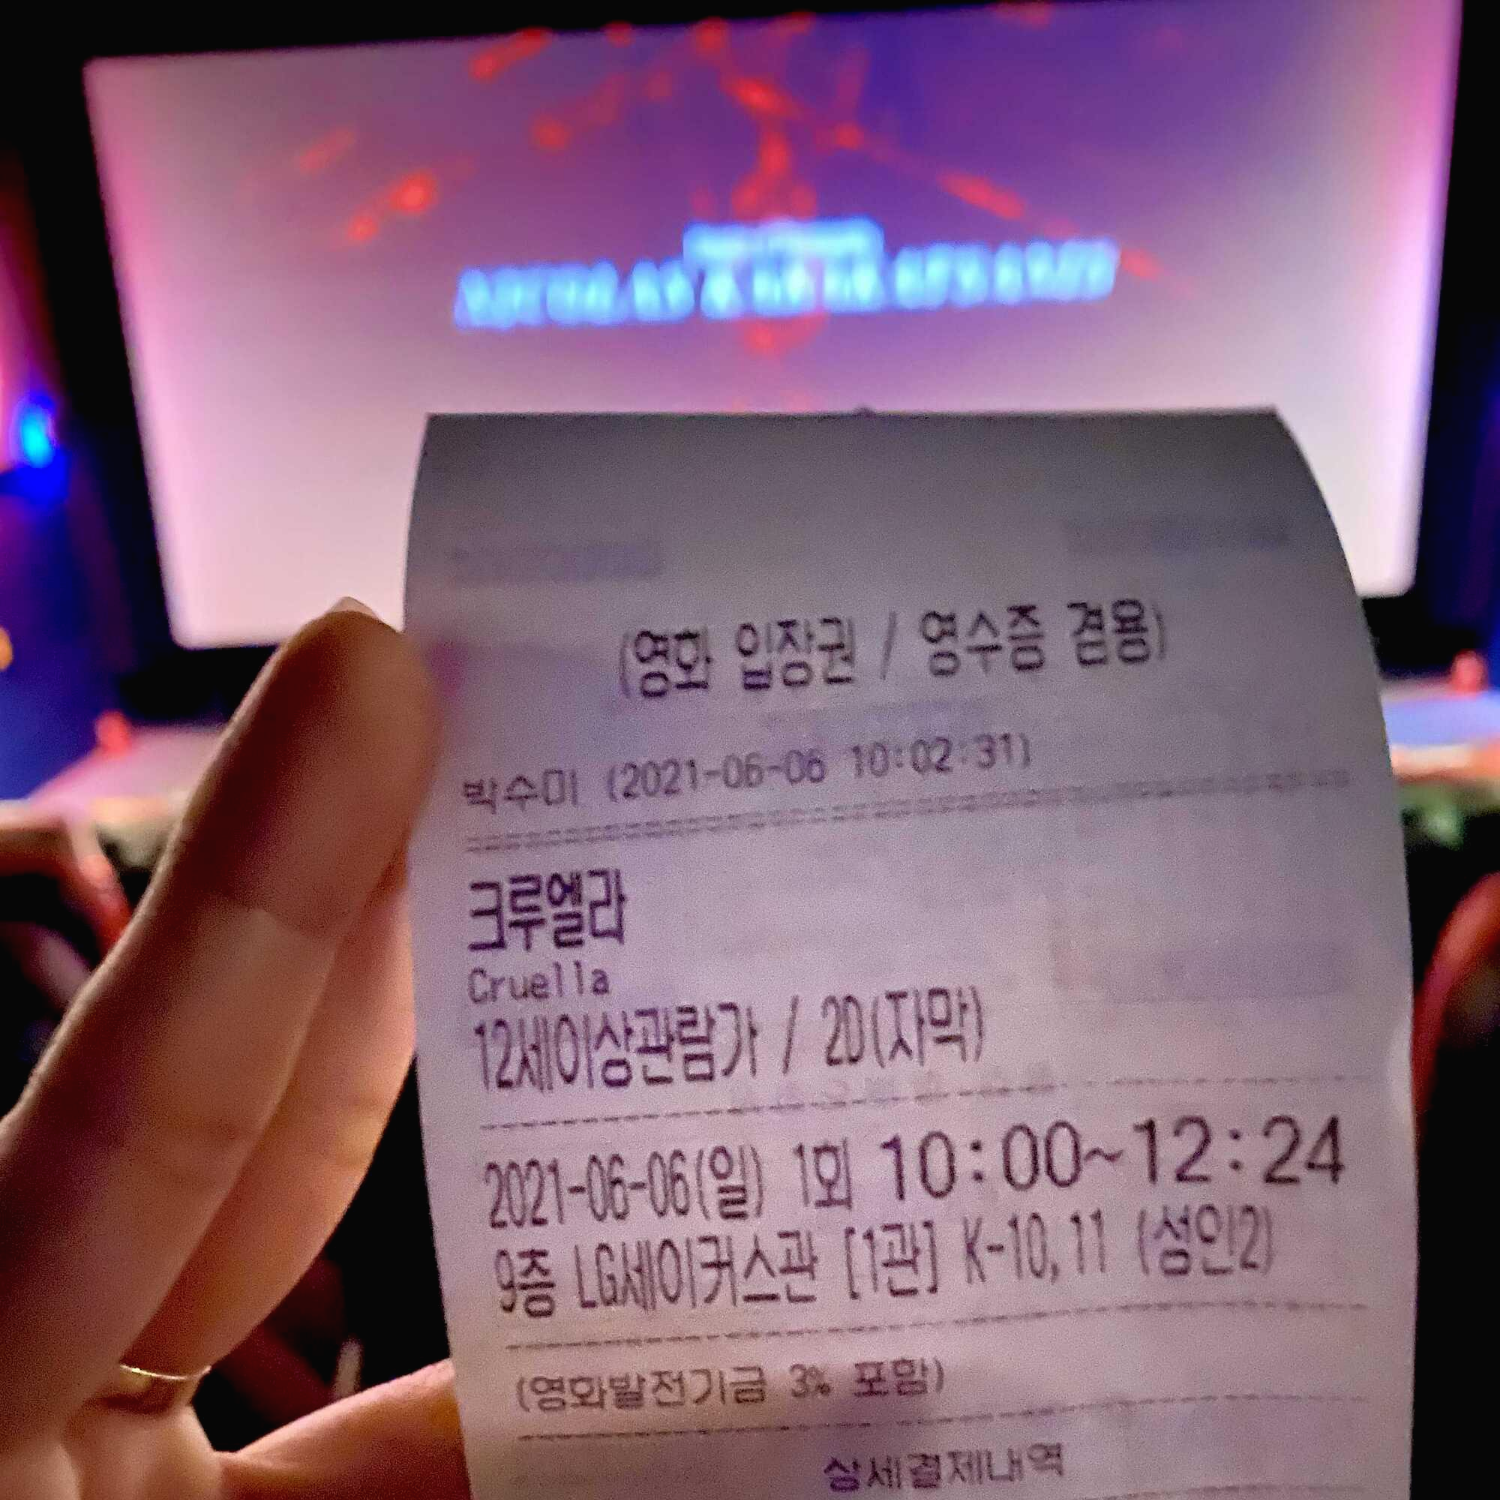 (영화 입장권 / 영수증 겸용)
박수미 (2021-06-06 10:02:31)
크루엘라
Cruella
12세이상관람가 / 2D(자막)
2021-06-06(일) 1회 10:00~12:24
9층 LG세이커스관 [1관] K-10,11 (성인2)
(영화발전기금 3% 포함)
상세결제내역